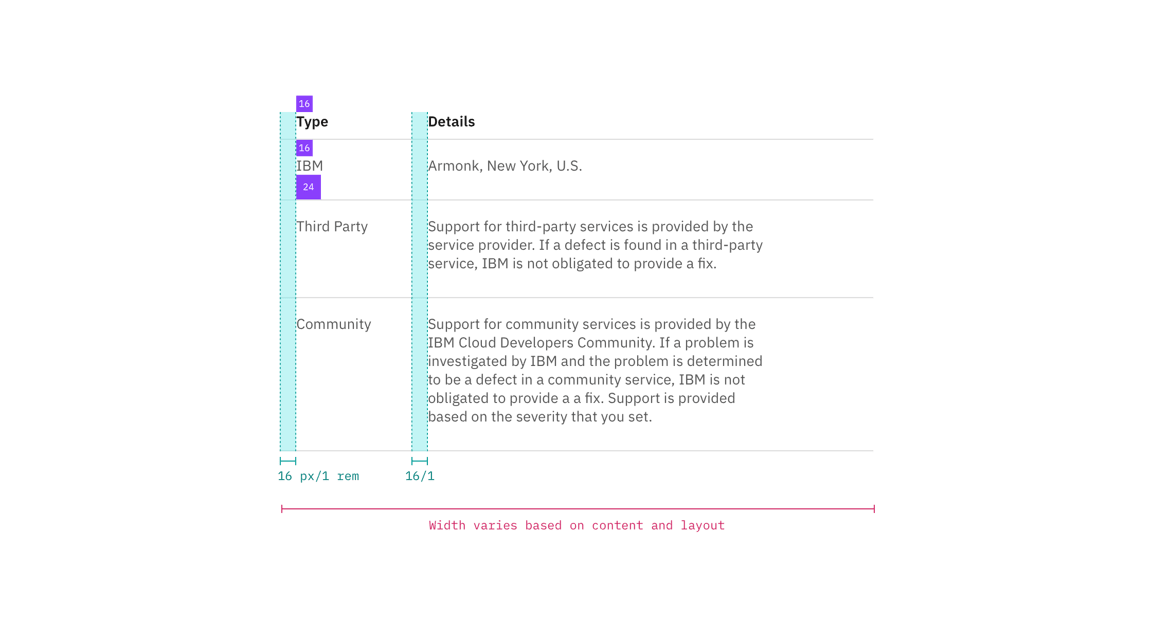 16
Type Details
16
IBM Armonk, New York, U.S.
24
Third Party Support for third-party services is provided by the
service provider. If a defect is found in a third-party
service, IBM is not obligated to provide a fix.
Community Support for community services is provided by the
IBM Cloud Developers Community. If a problem is
investigated by IBM and the problem is determined
to be a defect in a community service, IBM is not
obligated to provide a a fix. Support is provided
based on the severity that you set.
16 px/1 rem 16/1
Width varies based on content and layout